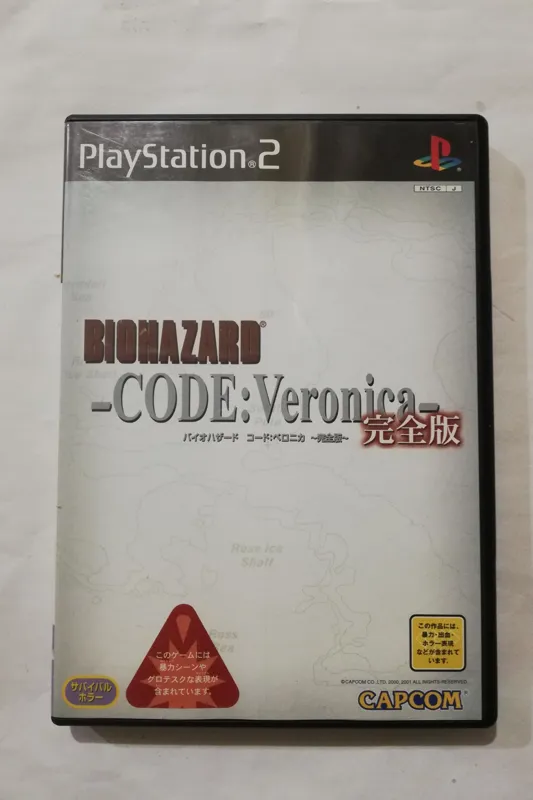 PlayStation®2
NTSC J
BIOHAZARD®
-CODE:Veronica-
完全版
バイオハザード コード:ベロニカ ~完全版~
Ross Ice
Shelf
Ross
Sea
このゲームには
暴力シーンや
グロテスクな表現が
含まれています。
この作品には、
暴力・出血・
ホラー表現
などが含まれて
います。
サバイバル
ホラー
©CAPCOM CO., LTD. 2000, 2001 ALL RIGHTS RESERVED.
CAPCOM